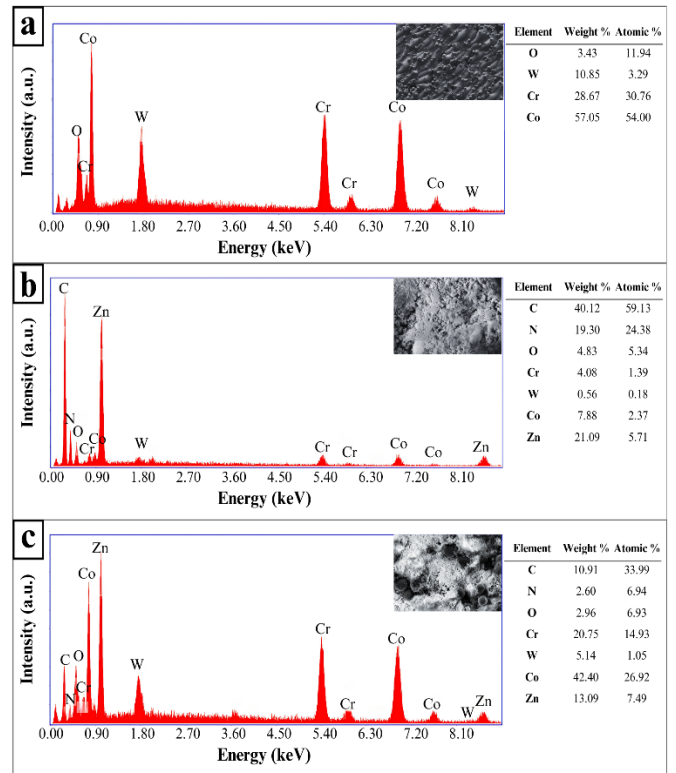 a
Intensity (a.u.)
Co
O
Cr
W
Cr
Cr
Co
Co
W
0.00 0.90 1.80 2.70 3.60 4.50 5.40 6.30 7.20 8.10
Energy (keV)
Element Weight % Atomic %
O 3.43 11.94
W 10.85 3.29
Cr 28.67 30.76
Co 57.05 54.00
b
Intensity (a.u.)
C
Zn
N
O
Cr
Co
W
Cr
Cr
Co
Co
Zn
0.00 0.90 1.80 2.70 3.60 4.50 5.40 6.30 7.20 8.10
Energy (keV)
Element Weight % Atomic %
C 40.12 59.13
N 19.30 24.38
O 4.83 5.34
Cr 4.08 1.39
W 0.56 0.18
Co 7.88 2.37
Zn 21.09 5.71
c
Intensity (a.u.)
Zn
Co
C
O
N
Cr
W
Cr
Cr
Co
Co
W
Zn
0.00 0.90 1.80 2.70 3.60 4.50 5.40 6.30 7.20 8.10
Energy (keV)
Element Weight % Atomic %
C 10.91 33.99
N 2.60 6.94
O 2.96 6.93
Cr 20.75 14.93
W 5.14 1.05
Co 42.40 26.92
Zn 13.09 7.49